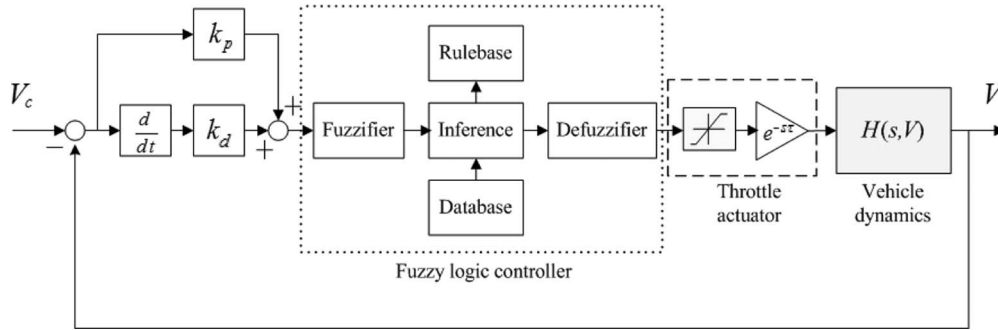 k_p
Rulebase
V_c
+
V
d/dt
k_d
Fuzzifier
Inference
Defuzzifier
e^{-sτ}
H(s,V)
−
+
Throttle
actuator
Vehicle
dynamics
Database
Fuzzy logic controller